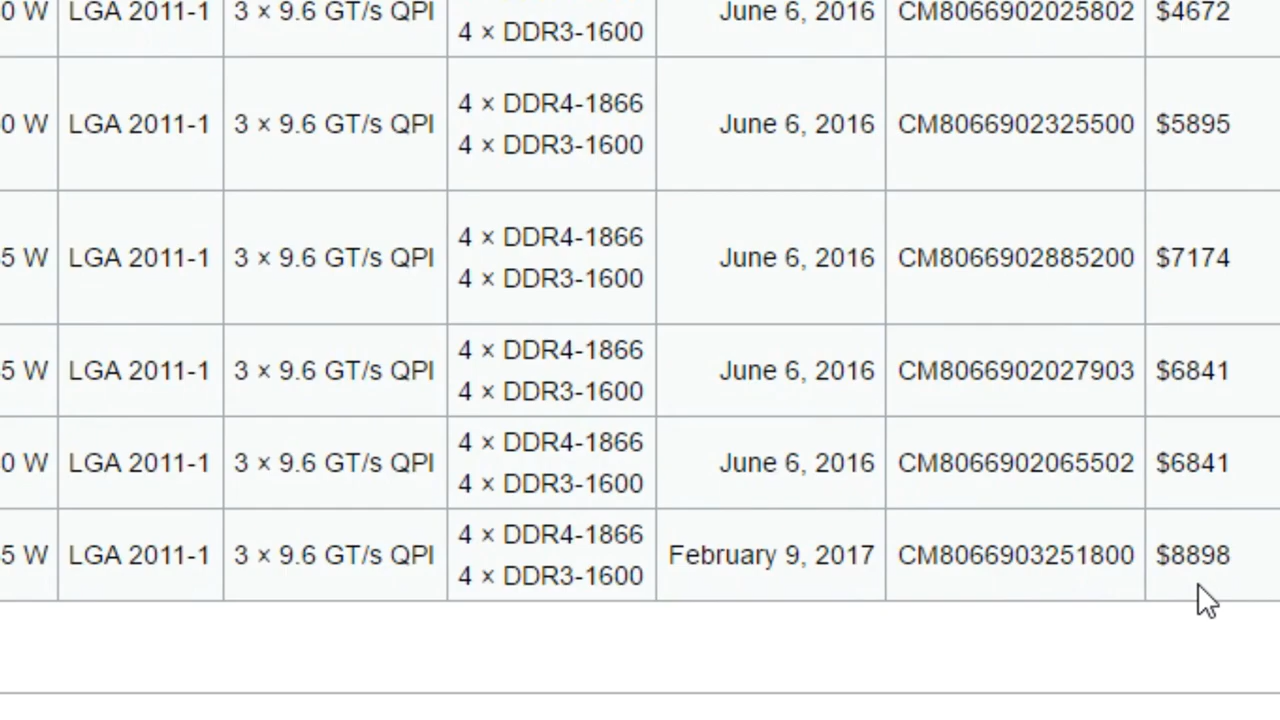 0 W LGA 2011-1 3 × 9.6 GT/s QPI 4 × DDR3-1600 June 6, 2016 CM8066902025802 $4672
4 × DDR4-1866
0 W LGA 2011-1 3 × 9.6 GT/s QPI June 6, 2016 CM8066902325500 $5895
4 × DDR3-1600
4 × DDR4-1866
5 W LGA 2011-1 3 × 9.6 GT/s QPI June 6, 2016 CM8066902885200 $7174
4 × DDR3-1600
4 × DDR4-1866
5 W LGA 2011-1 3 × 9.6 GT/s QPI June 6, 2016 CM8066902027903 $6841
4 × DDR3-1600
4 × DDR4-1866
0 W LGA 2011-1 3 × 9.6 GT/s QPI June 6, 2016 CM8066902065502 $6841
4 × DDR3-1600
4 × DDR4-1866
5 W LGA 2011-1 3 × 9.6 GT/s QPI February 9, 2017 CM8066903251800 $8898
4 × DDR3-1600